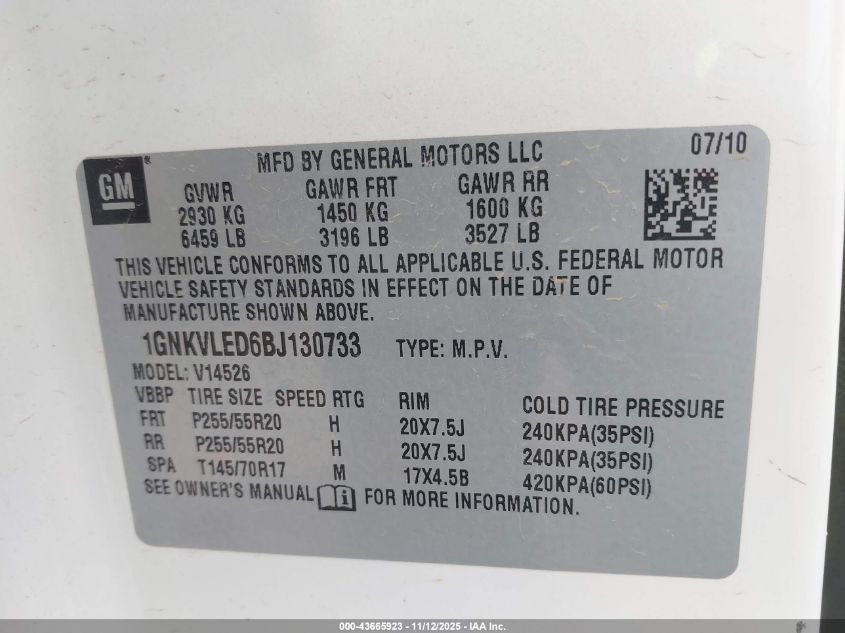 07/10
GM ® MFD BY GENERAL MOTORS LLC
GVWR GAWR FRT GAWR RR
2930 KG 1450 KG 1600 KG
6459 LB 3196 LB 3527 LB
THIS VEHICLE CONFORMS TO ALL APPLICABLE U.S. FEDERAL MOTOR
VEHICLE SAFETY STANDARDS IN EFFECT ON THE DATE OF
MANUFACTURE SHOWN ABOVE.
1GNKVLED6BJ130733 TYPE: M.P.V.
MODEL: V14526
VBBP TIRE SIZE SPEED RTG RIM COLD TIRE PRESSURE
FRT P255/55R20 H 20X7.5J 240KPA(35PSI)
RR P255/55R20 H 20X7.5J 240KPA(35PSI)
SPA T145/70R17 M 17X4.5B 420KPA(60PSI)
SEE OWNER'S MANUAL i FOR MORE INFORMATION.
000-43665923 - 11/12/2025 - IAA Inc.